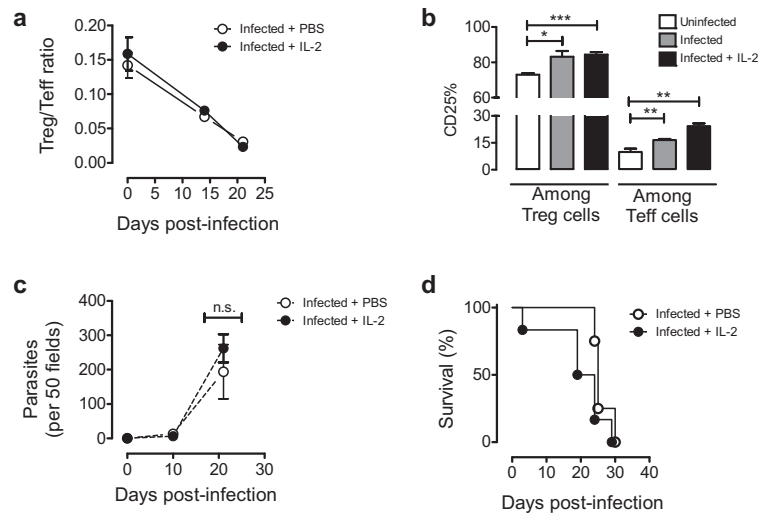 a
Infected + PBS
Infected + IL-2
Treg/Teff ratio
0.20
0.15
0.10
0.05
0.00
0 5 10 15 20 25
Days post-infection
b
Uninfected
Infected
Infected + IL-2
***
*
**
**
CD25%
100
80
60
30
15
0
Among
Treg cells
Among
Teff cells
c
Infected + PBS
Infected + IL-2
n.s.
Parasites
(per 50 fields)
400
300
200
100
0
0 10 20 30
Days post-infection
d
Infected + PBS
Infected + IL-2
Survival (%)
100
50
0
0 10 20 30 40
Days post-infection